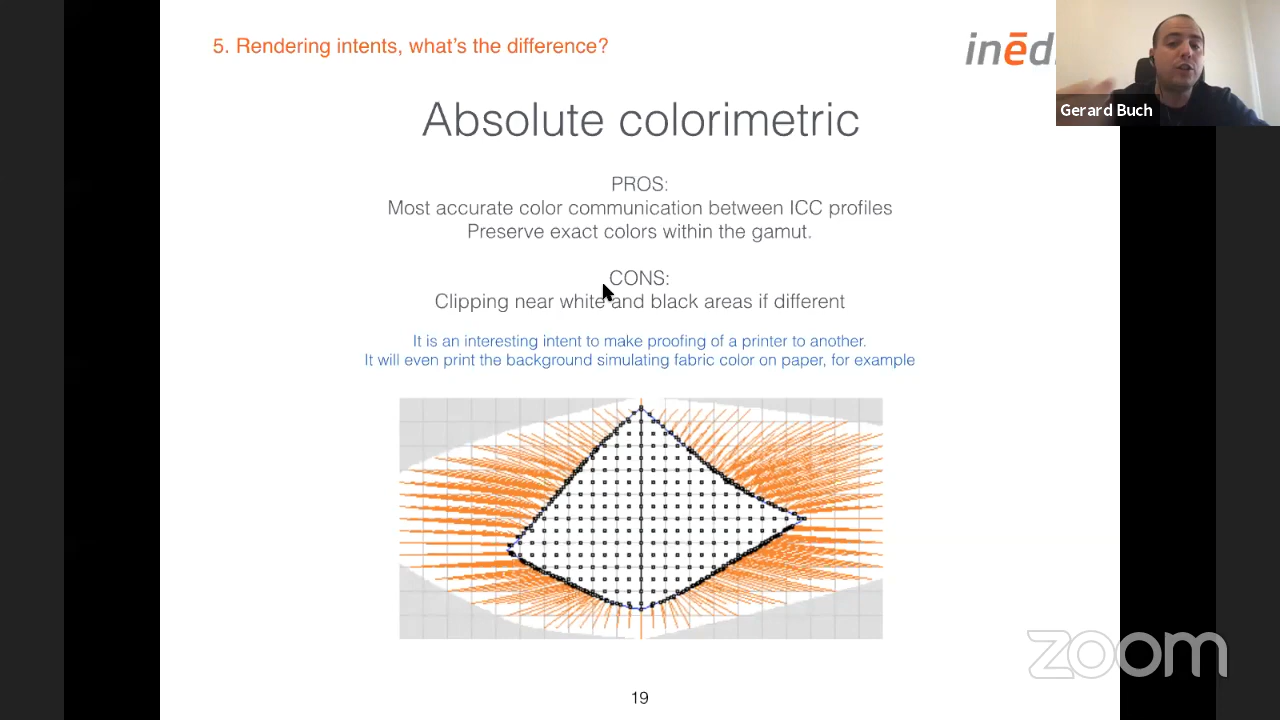 5. Rendering intents, what's the difference?
inēd
Gerard Buch
Absolute colorimetric
PROS:
Most accurate color communication between ICC profiles
Preserve exact colors within the gamut.
CONS:
Clipping near white and black areas if different
It is an interesting intent to make proofing of a printer to another.
It will even print the background simulating fabric color on paper, for example
zoom
19